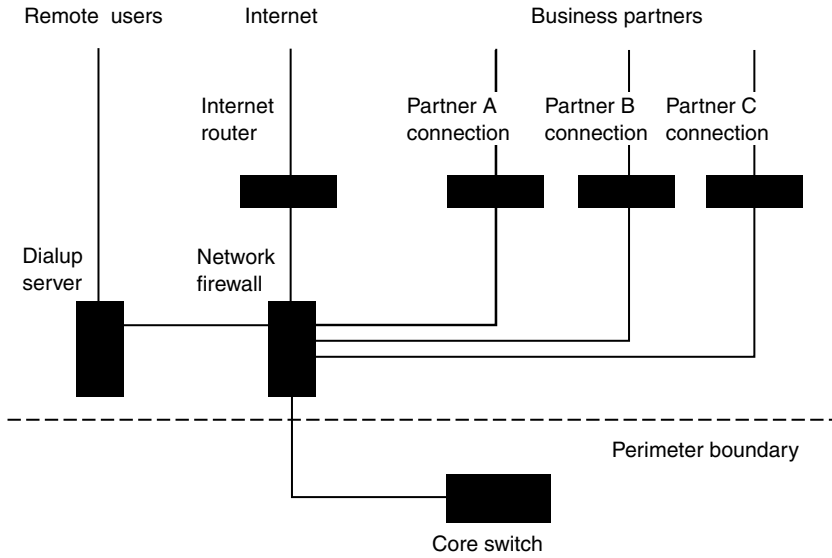 Remote users
Internet
Business partners
Internet
router
Partner A
connection
Partner B
connection
Partner C
connection
Dialup
server
Network
firewall
Perimeter boundary
Core switch